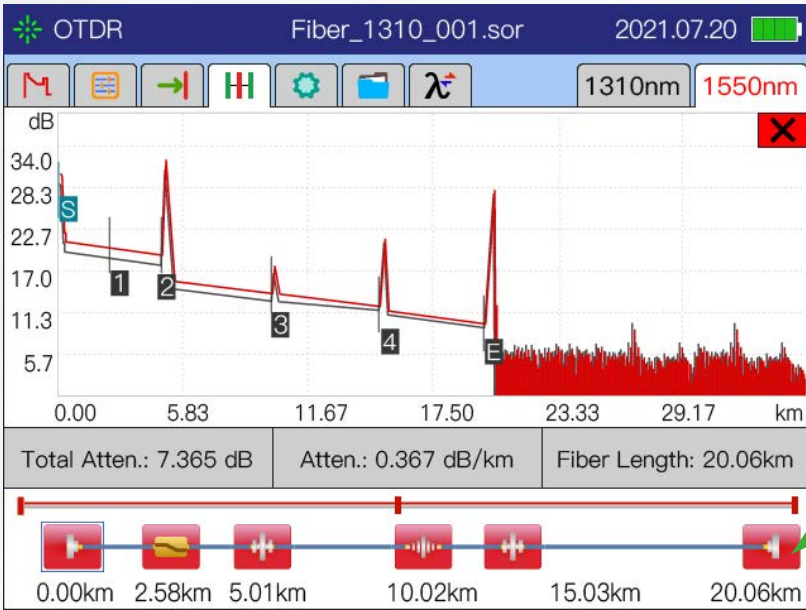 OTDR Fiber_1310_001.sor 2021.07.20
λ 1310nm 1550nm
dB
34.0
28.3
22.7
17.0
11.3
5.7
S
1
2
3
4
E
0.00 5.83 11.67 17.50 23.33 29.17 km
Total Atten.: 7.365 dB Atten.: 0.367 dB/km Fiber Length: 20.06km
0.00km 2.58km 5.01km 10.02km 15.03km 20.06km